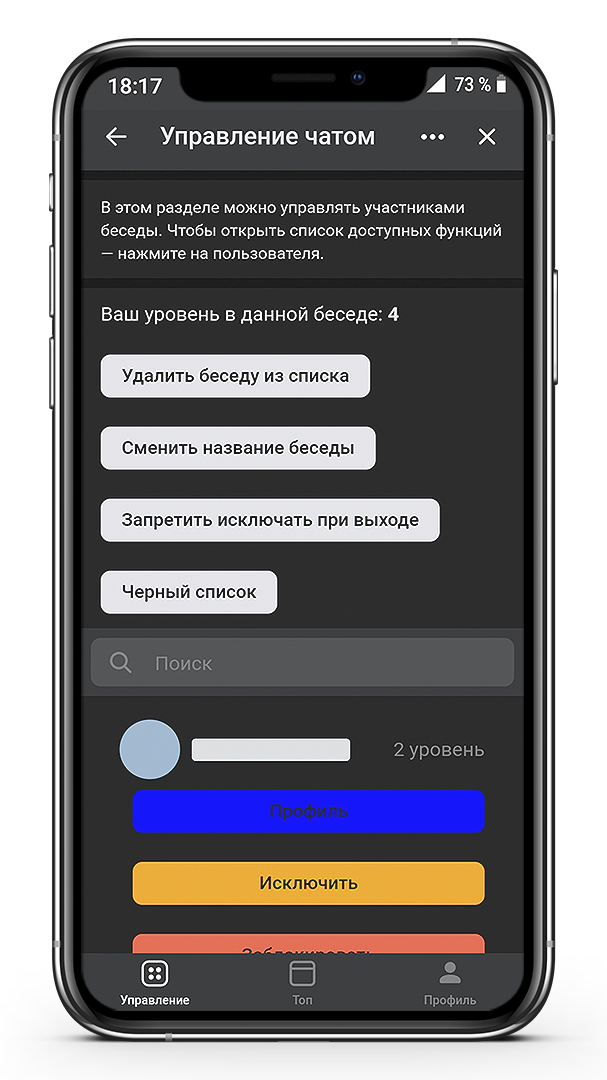 18:17
73 %
Управление чатом
В этом разделе можно управлять участниками
беседы. Чтобы открыть список доступных функций
— нажмите на пользователя.
Ваш уровень в данной беседе: 4
Удалить беседу из списка
Сменить название беседы
Запретить исключать при выходе
Черный список
Поиск
2 уровень
Профиль
Исключить
Заблокировать
Управление
Топ
Профиль